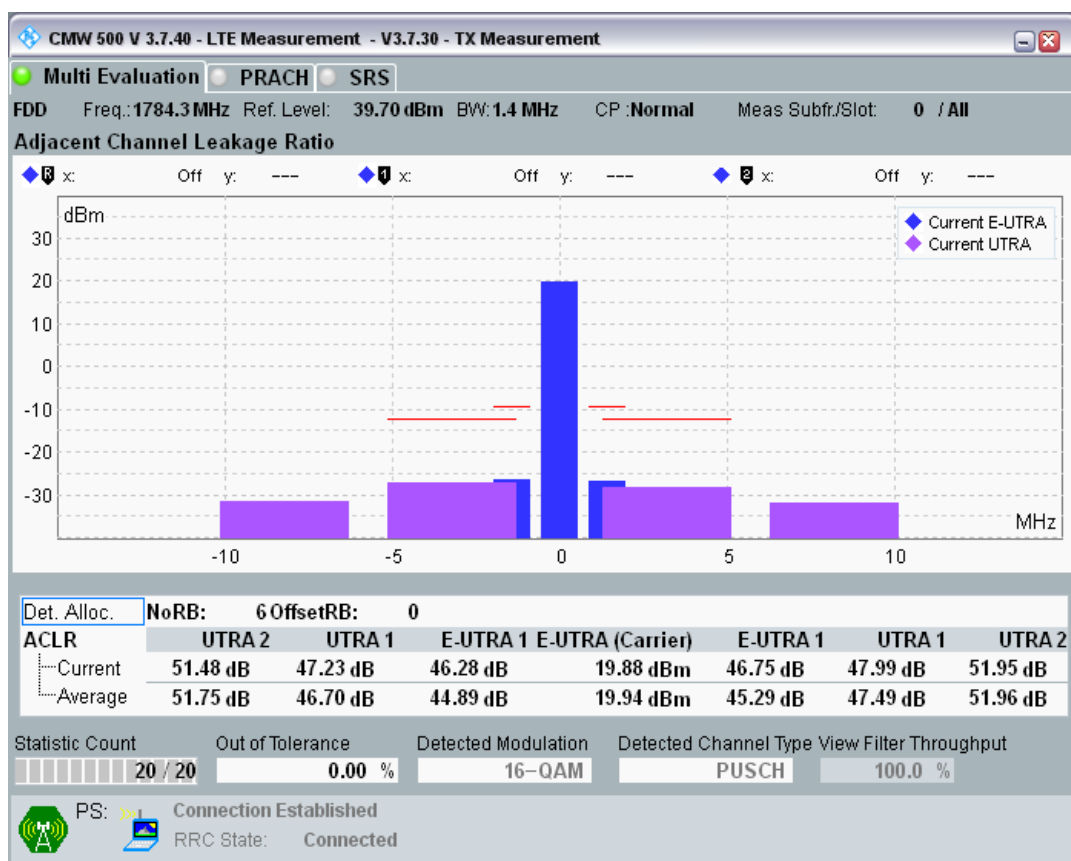 CMW 500 V 3.7.40 - LTE Measurement - V3.7.30 - TX Measurement
Multi Evaluation PRACH SRS
FDD Freq.: 1784.3 MHz Ref. Level: 39.70 dBm BW: 1.4 MHz CP : Normal Meas Subfr./Slot: 0 / All
Adjacent Channel Leakage Ratio
R x: Off y: --- 1 x: Off y: --- 2 x: Off y: ---
dBm
Current E-UTRA
Current UTRA
30
20
10
0
-10
-20
-30
MHz
-10 -5 0 5 10
Det. Alloc. NoRB: 6 OffsetRB: 0
ACLR UTRA 2 UTRA 1 E-UTRA 1 E-UTRA (Carrier) E-UTRA 1 UTRA 1 UTRA 2
Current 51.48 dB 47.23 dB 46.28 dB 19.88 dBm 46.75 dB 47.99 dB 51.95 dB
Average 51.75 dB 46.70 dB 44.89 dB 19.94 dBm 45.29 dB 47.49 dB 51.96 dB
Statistic Count Out of Tolerance Detected Modulation Detected Channel Type View Filter Throughput
20 / 20 0.00 % 16-QAM PUSCH 100.0 %
PS: Connection Established
RRC State: Connected